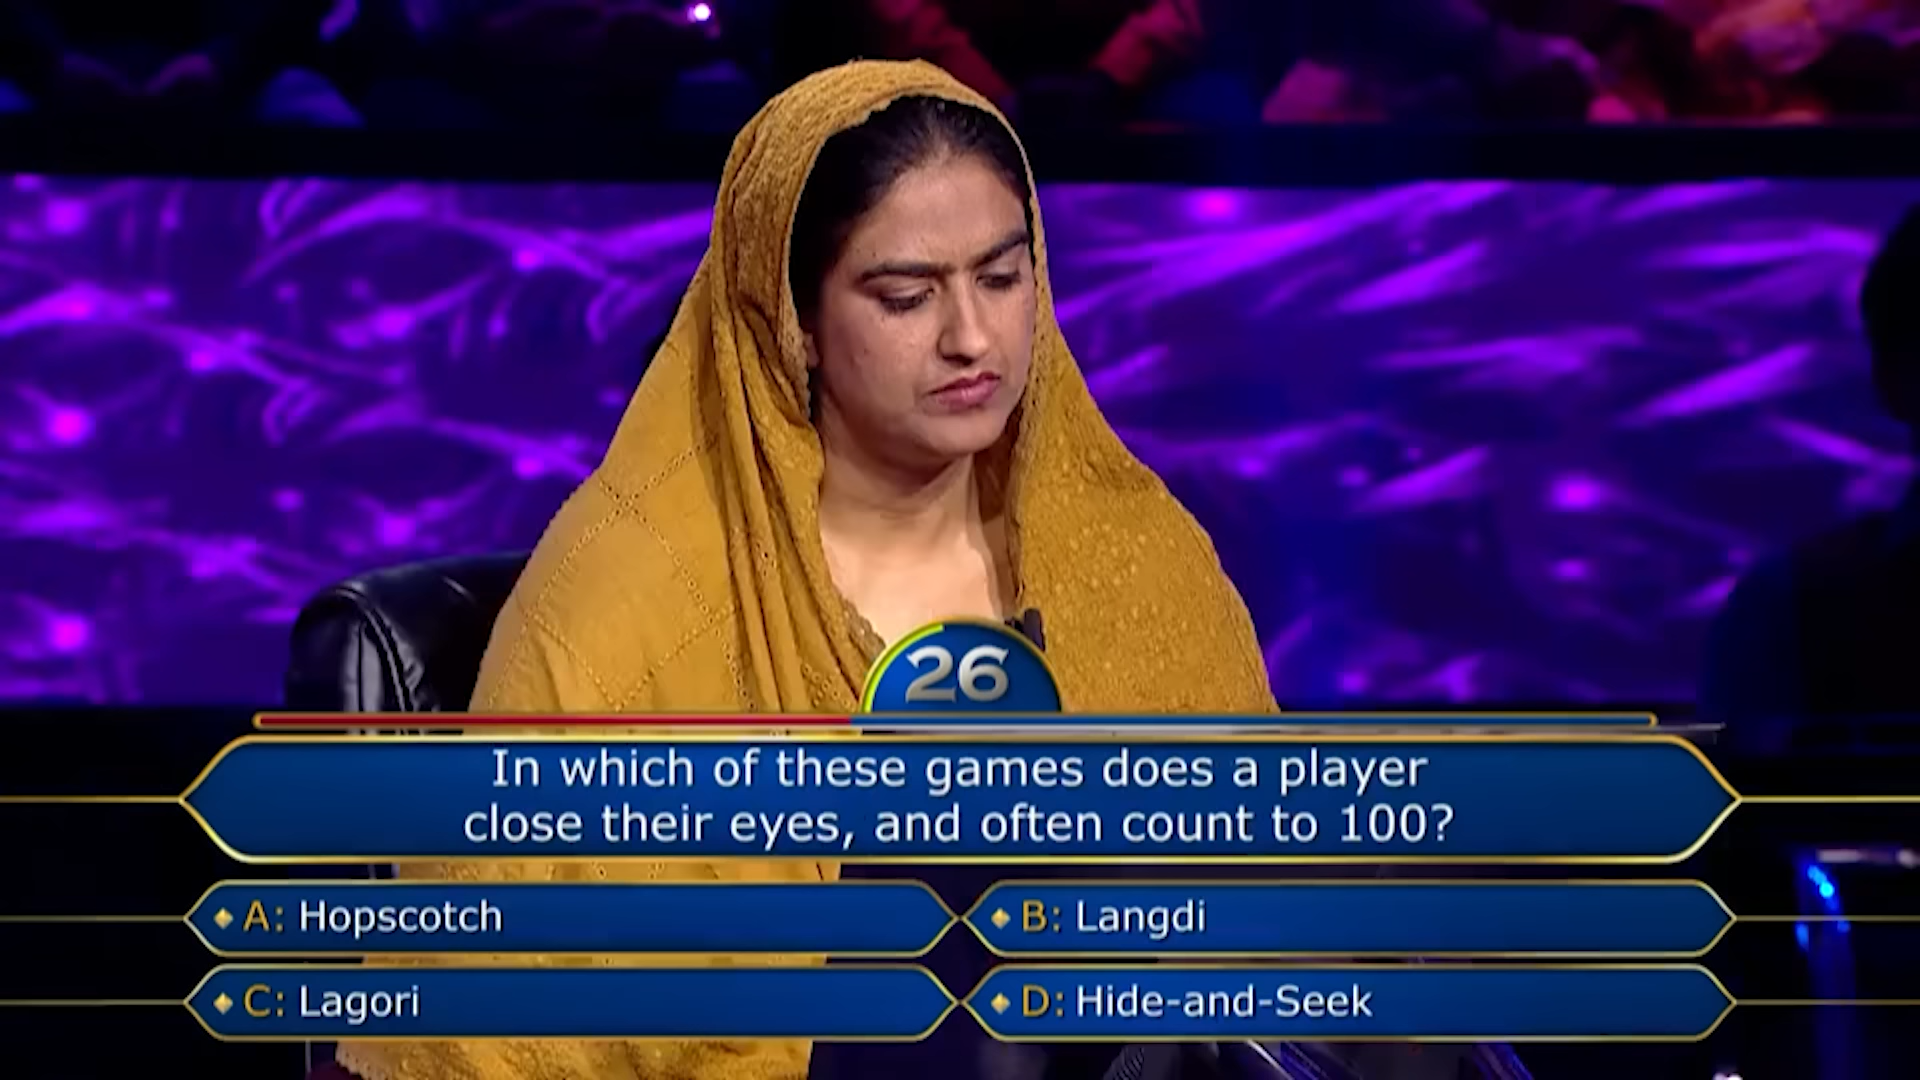 26
In which of these games does a player
close their eyes, and often count to 100?
A: Hopscotch
B: Langdi
C: Lagori
D: Hide-and-Seek